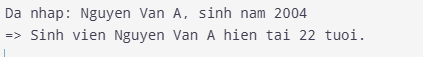 Da nhap: Nguyen Van A, sinh nam 2004
=> Sinh vien Nguyen Van A hien tai 22 tuoi.